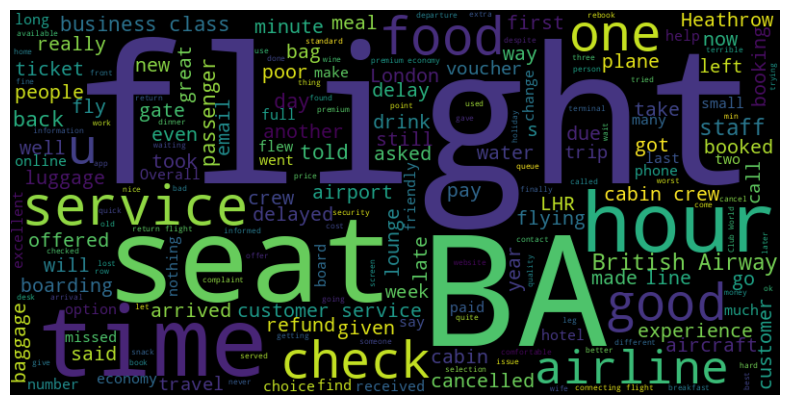 long
available
business class
minute
meal
food
one
first
departure
extra
rebook
Heathrow
despite
standard
use
done
wine
thing
home
front
premium economy
really
ticket
people
fly
new
bag
poor
great
passenger
make
London
day
way
voucher
change
plane
help
now
left
booking
three
person
tried
terrible
trying
flight
return
fine
work
information
gate
email
delay
drink
another
still
s
due
trip
take
small
many
staff
back
even
u
full
found
premium
point
used
gave
holiday
terminal
wait
app
waiting
dinner
well
took
went
flew
told
asked
water
got
last
booked
two
min
online
Overall
price
queue
phone
worst
luggage
nice
bad
crew
airport
friendly
pay
called
finally
cabin crew
come
cancel
call
excellent
service
old
quick
security
cost
delayed
lounge
LHR
flying
hour
Club World
later
return flight
informed
offer
offered
checked
lost
row
nothing
seat
board
screen
late
year
BA
contact
website
quality
British Airway
will
complaint
going
week
made
line
go
boarding
desk
arrival
option
let
arrived
customer service
paid
quite
good
money
ok
much
customer
baggage
time
refund
given
say
hotel
leg
experience
missed
said
getting
someone
issue
cabin
comfortable
better
different
aircraft
number
give
snack
book
economy
served
never
travel
check
choice
find
received
selection
wife
cancelled
connecting flight
airline
breakfast
hard
best